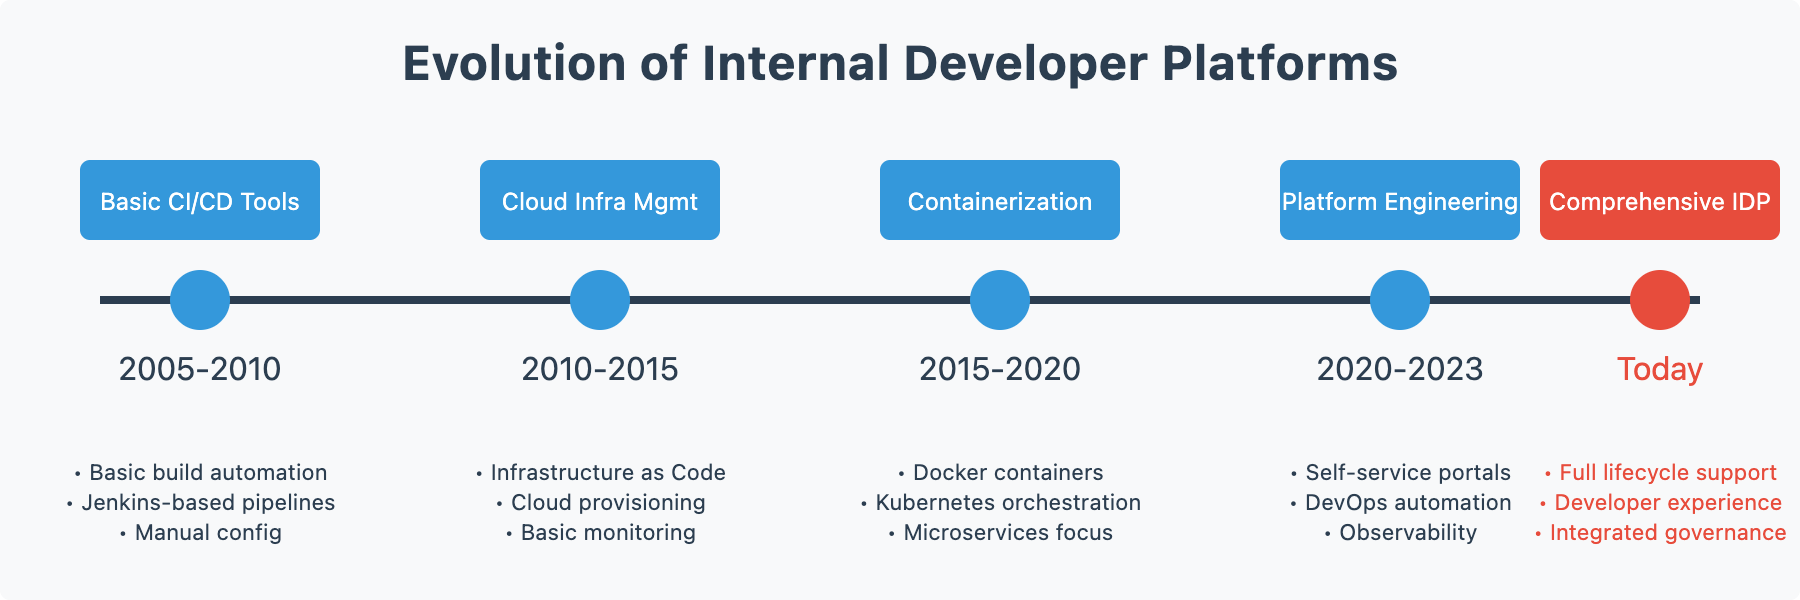 Evolution of Internal Developer Platforms
Basic CI/CD Tools
Cloud Infra Mgmt
Containerization
Platform Engineering
Comprehensive IDP
2005-2010
2010-2015
2015-2020
2020-2023
Today
• Basic build automation
• Jenkins-based pipelines
• Manual config
• Infrastructure as Code
• Cloud provisioning
• Basic monitoring
• Docker containers
• Kubernetes orchestration
• Microservices focus
• Self-service portals
• DevOps automation
• Observability
• Full lifecycle support
• Developer experience
• Integrated governance